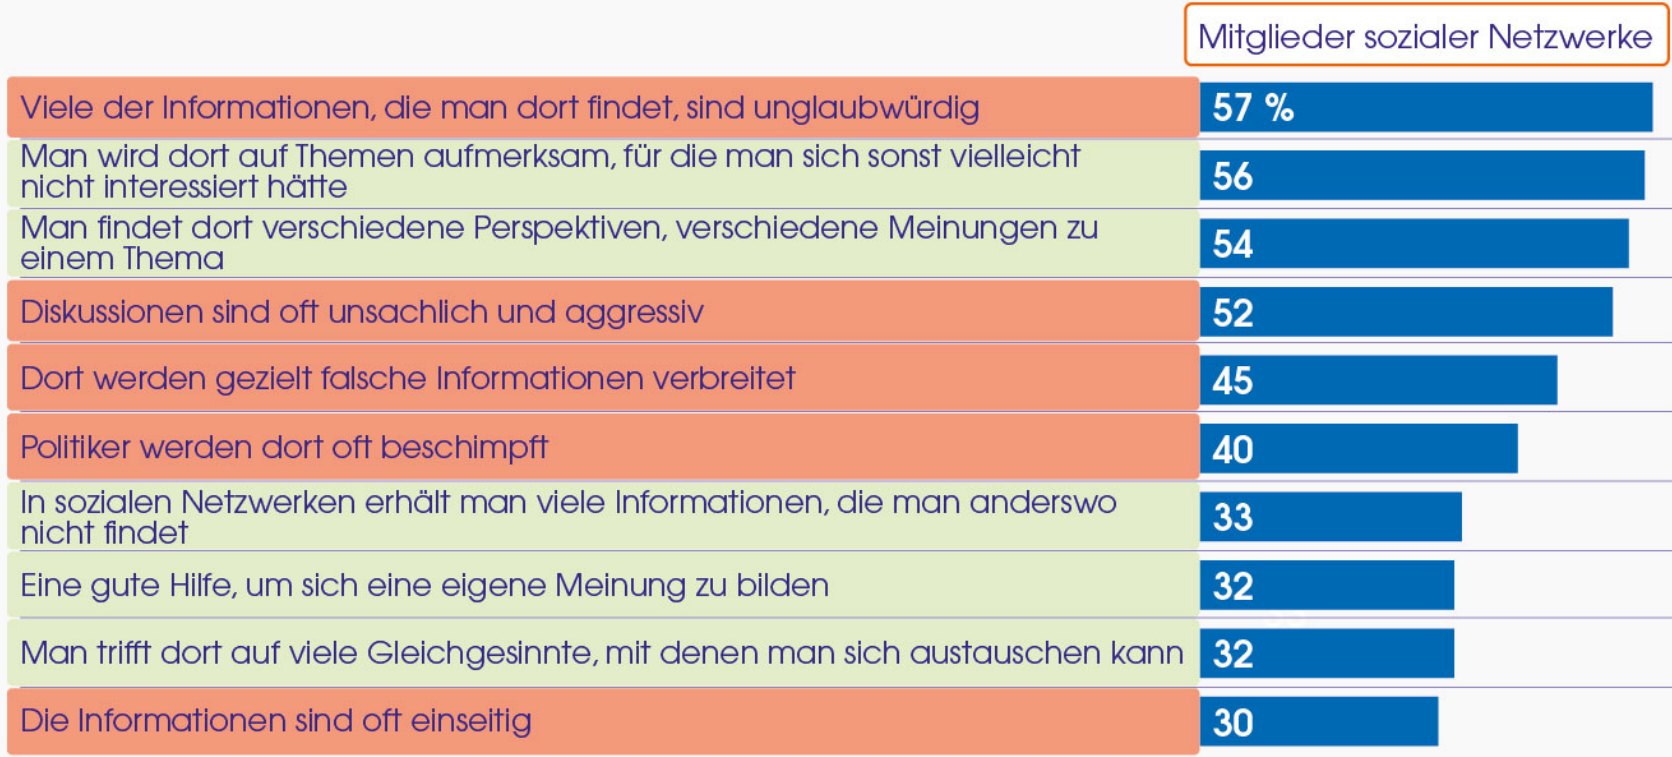 Mitglieder sozialer Netzwerke
Viele der Informationen, die man dort findet, sind unglaubwürdig
57 %
Man wird dort auf Themen aufmerksam, für die man sich sonst vielleicht
nicht interessiert hätte
56
Man findet dort verschiedene Perspektiven, verschiedene Meinungen zu
einem Thema
54
Diskussionen sind oft unsachlich und aggressiv
52
Dort werden gezielt falsche Informationen verbreitet
45
Politiker werden dort oft beschimpft
40
In sozialen Netzwerken erhält man viele Informationen, die man anderswo
nicht findet
33
Eine gute Hilfe, um sich eine eigene Meinung zu bilden
32
Man trifft dort auf viele Gleichgesinnte, mit denen man sich austauschen kann
32
Die Informationen sind oft einseitig
30